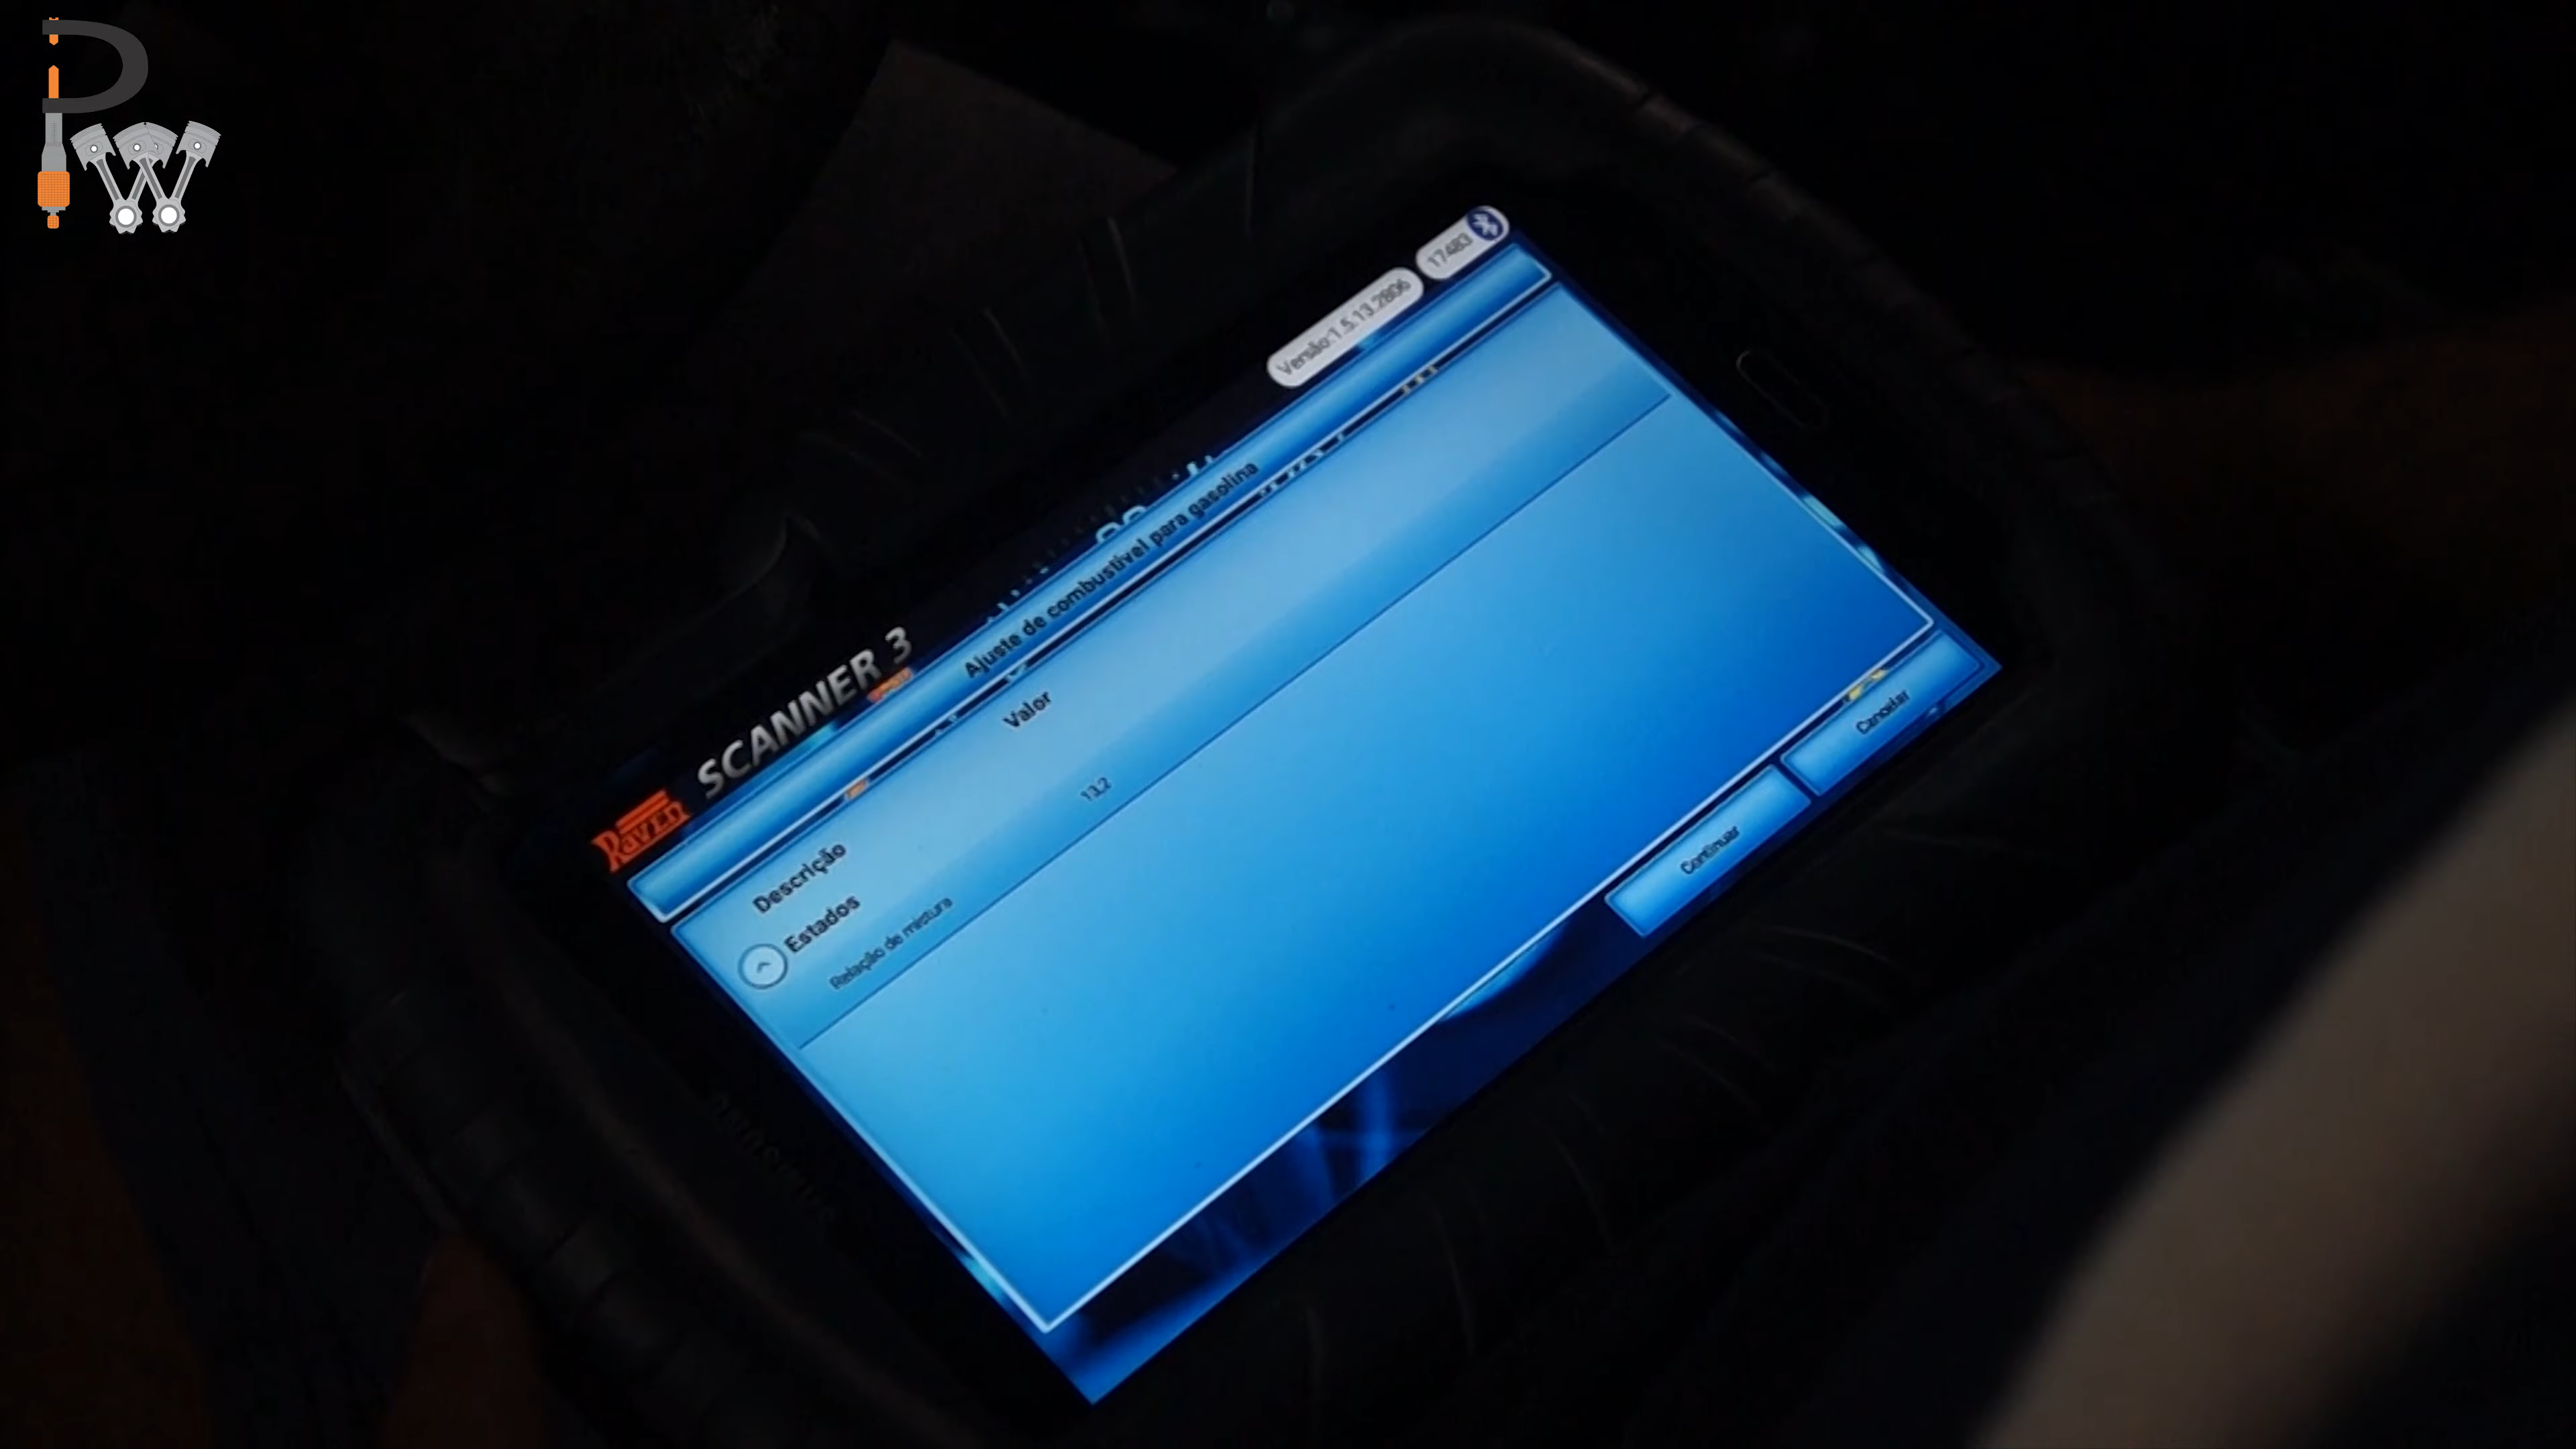 PW
Raven
SCANNER 3
Versão:1.5.13.2806
17483
Ajuste de combustível para gasolina
Descrição
Valor
Estados
Relação de mistura
13,2
Continuar
Cancelar